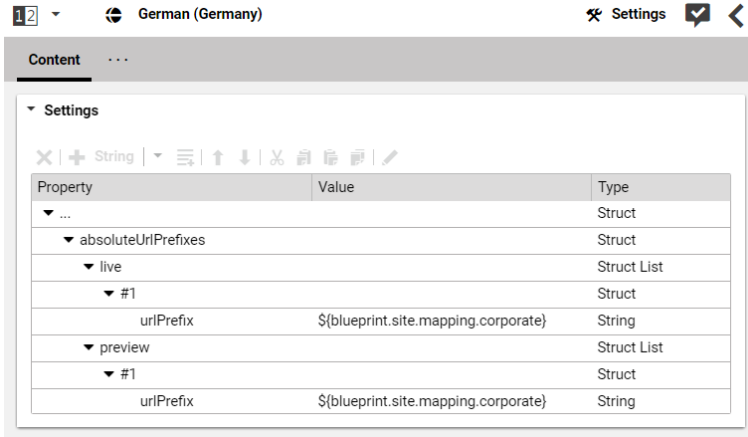 12 German (Germany) Settings
Content ...
Settings
String
Property Value Type
... Struct
absoluteUrlPrefixes Struct
live Struct List
#1 Struct
urlPrefix ${blueprint.site.mapping.corporate} String
preview Struct List
#1 Struct
urlPrefix ${blueprint.site.mapping.corporate} String